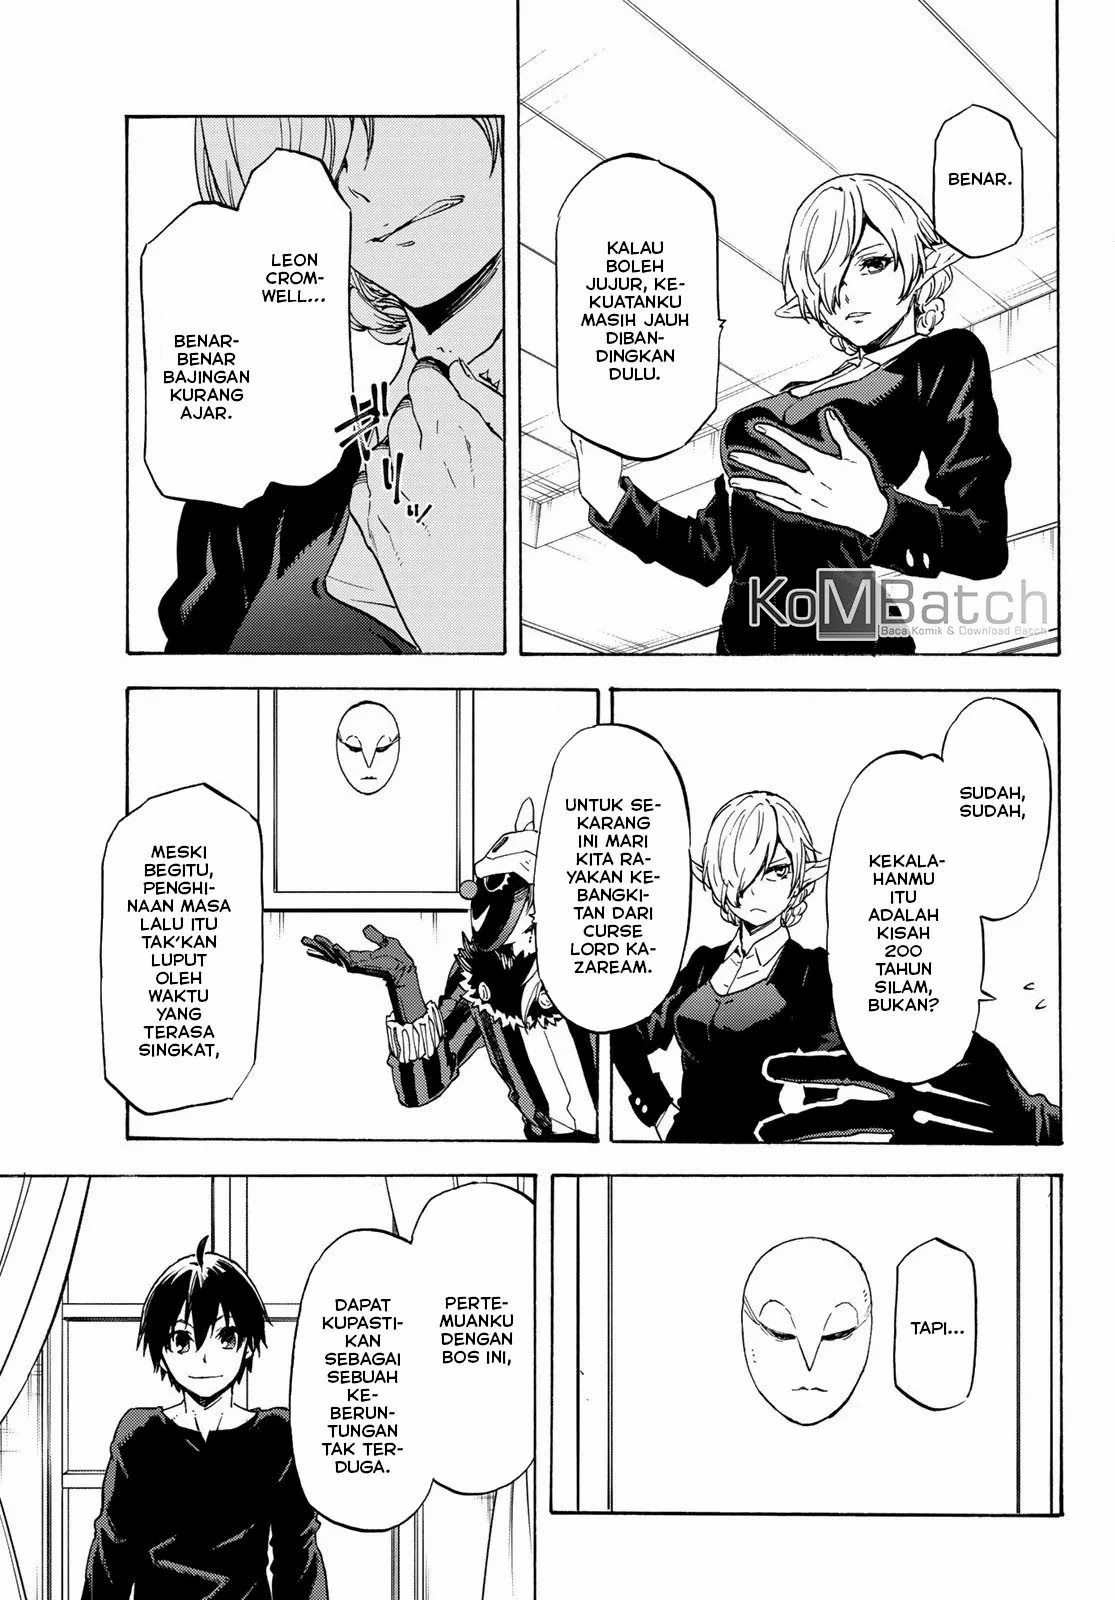 BENAR.
KALAU
BOLEH
JUJUR, KE-
KUATANKU
MASIH JAUH
DIBAN-
DINGKAN
DULU.
KoMBatch
Baca Komik & Download Batch
LEON
CROM-
WELL...
BENAR-
BENAR
BAJINGAN
KURANG
AJAR.
SUDAH,
SUDAH,
KEKALA-
HANMU
ITU
ADALAH
KISAH
200
TAHUN
SILAM,
BUKAN?
UNTUK SE-
KARANG
INI MARI
KITA RA-
YAKAN KE-
BANGKI-
TAN DARI
CURSE
LORD KA-
ZAREAM.
MESKI
BEGITU,
PENGHI-
NAAN MASA
LALU ITU
TAK'KAN
LUPUT
OLEH
WAKTU
YANG
TERASA
SINGKAT,
TAPI...
PERTE-
MUANKU
DENGAN
BOS INI,
DAPAT
KUPASTI-
KAN
SEBAGAI
SEBUAH
KE-
BERUN-
TUNGAN
TAK TER-
DUGA.